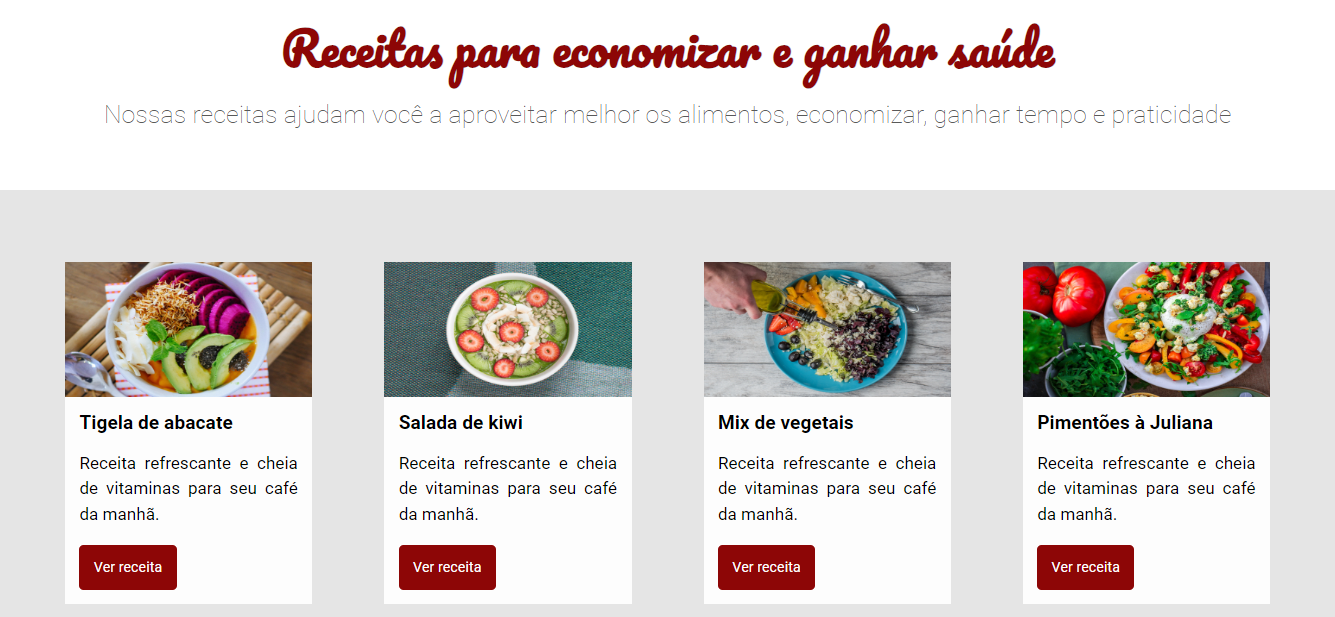 Receitas para economizar e ganhar saúde
Nossas receitas ajudam você a aproveitar melhor os alimentos, economizar, ganhar tempo e praticidade
Tigela de abacate
Receita refrescante e cheia
de vitaminas para seu café
da manhã.
Ver receita
Salada de kiwi
Receita refrescante e cheia
de vitaminas para seu café
da manhã.
Ver receita
Mix de vegetais
Receita refrescante e cheia
de vitaminas para seu café
da manhã.
Ver receita
Pimentões à Juliana
Receita refrescante e cheia
de vitaminas para seu café
da manhã.
Ver receita